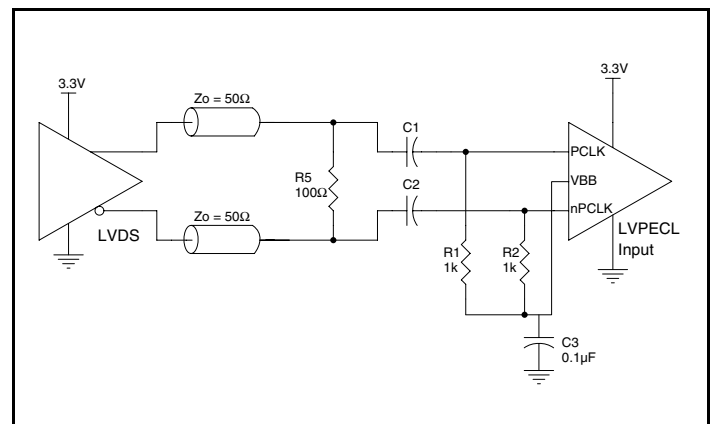 3.3V
Zo = 50Ω
R5
100Ω
Zo = 50Ω
LVDS
C1
C2
R1
1k
R2
1k
3.3V
PCLK
VBB
nPCLK
LVPECL
Input
C3
0.1µF